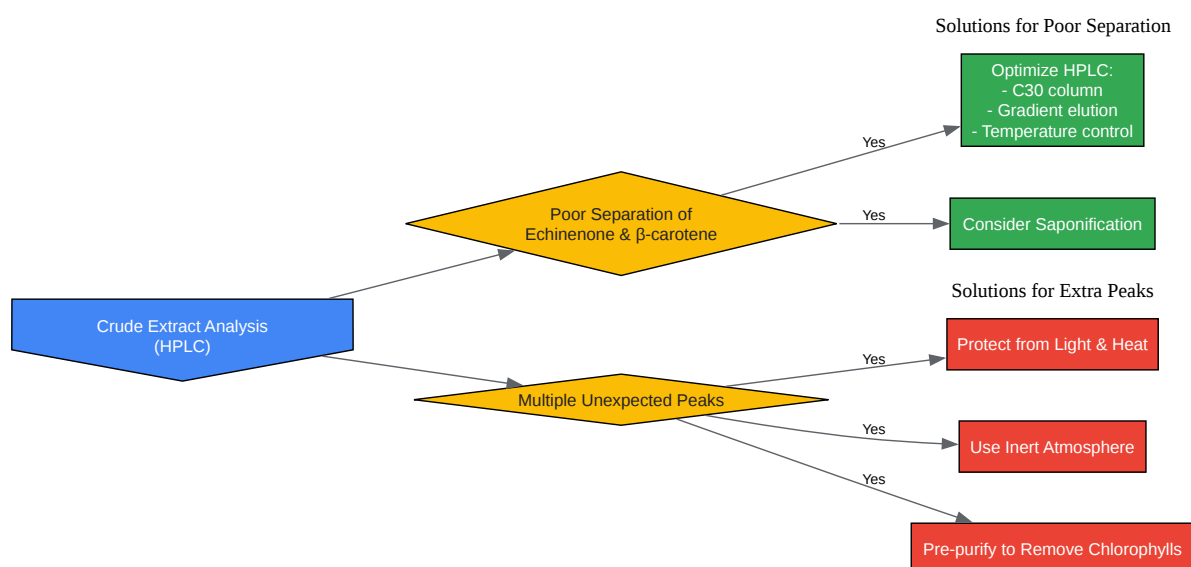 Solutions for Poor Separation
Optimize HPLC:
- C30 column
- Gradient elution
- Temperature control
Yes
Poor Separation of
Echinenone & β-carotene
Yes
Consider Saponification
Solutions for Extra Peaks
Crude Extract Analysis
(HPLC)
Protect from Light & Heat
Yes
Multiple Unexpected Peaks
Yes
Use Inert Atmosphere
Yes
Pre-purify to Remove Chlorophylls